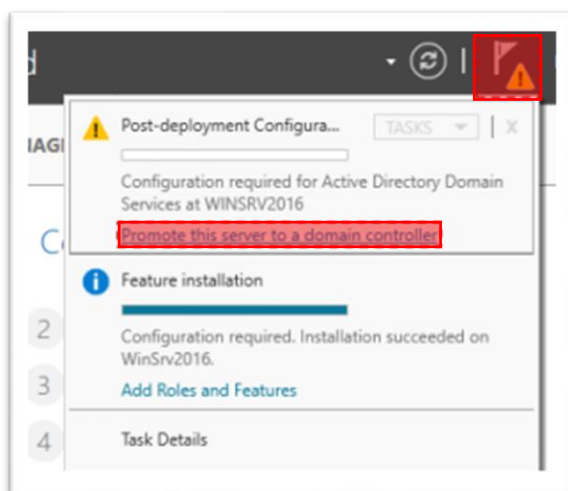 d
IAGI
Post-deployment Configura...
TASKS
X
Configuration required for Active Directory Domain
Services at WINSRV2016
Promote this server to a domain controller
Feature installation
2
Configuration required. Installation succeeded on
WinSrv2016.
3
Add Roles and Features
4
Task Details